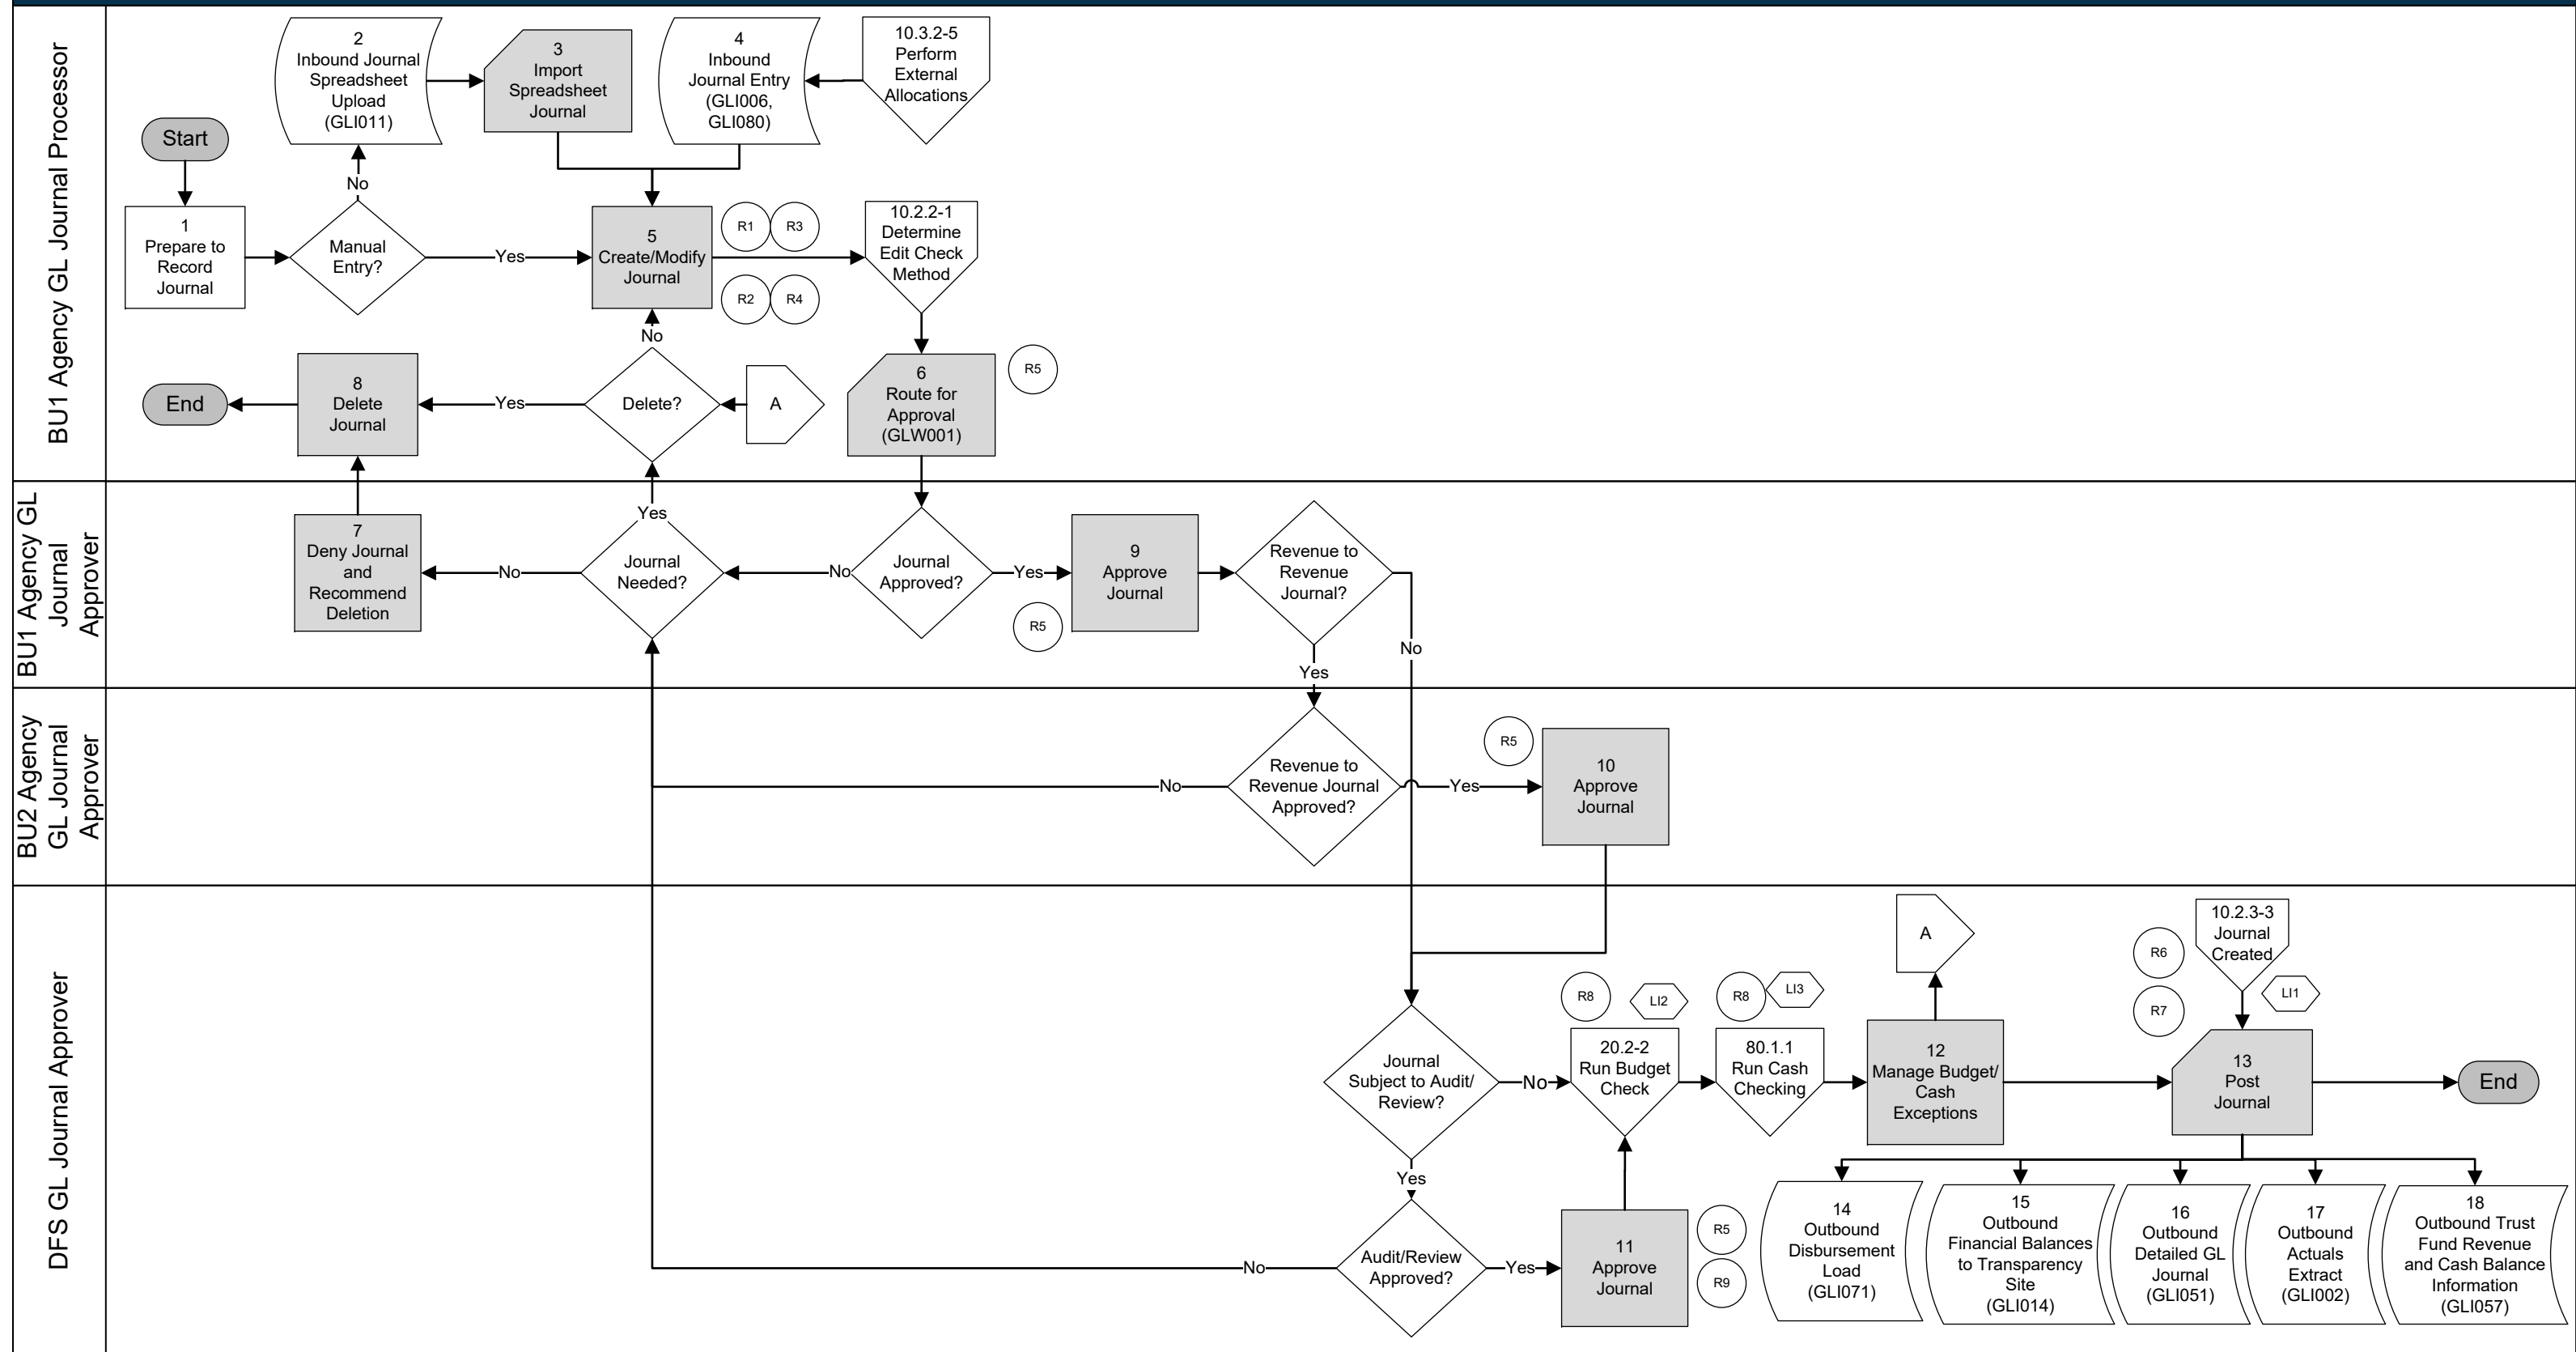 BU1 Agency GL Journal Processor
Start
1
Prepare to
Record
Journal
Manual
Entry?
No
Yes
2
Inbound Journal
Spreadsheet
Upload
(GLI011)
3
Import
Spreadsheet
Journal
4
Inbound
Journal Entry
(GLI006,
GLI080)
10.3.2-5
Perform
External
Allocations
5
Create/Modify
Journal
R1
R3
R2
R4
10.2.2-1
Determine
Edit Check
Method
No
End
8
Delete
Journal
Yes
Delete?
A
6
Route for
Approval
(GLW001)
R5
BU1 Agency GL
Journal
Approver
7
Deny Journal
and
Recommend
Deletion
No
Yes
Journal
Needed?
No
Journal
Approved?
Yes
R5
9
Approve
Journal
Revenue to
Revenue
Journal?
No
Yes
BU2 Agency
GL Journal
Approver
No
Revenue to
Revenue Journal
Approved?
Yes
R5
10
Approve
Journal
DFS GL Journal Approver
Journal
Subject to Audit/
Review?
No
Yes
R8
LI2
20.2-2
Run Budget
Check
R8
LI3
80.1.1
Run Cash
Checking
A
12
Manage Budget/
Cash
Exceptions
R6
R7
10.2.3-3
Journal
Created
LI1
13
Post
Journal
End
No
Audit/Review
Approved?
Yes
11
Approve
Journal
R5
R9
14
Outbound
Disbursement
Load
(GLI071)
15
Outbound
Financial Balances
to Transparency
Site
(GLI014)
16
Outbound
Detailed GL
Journal
(GLI051)
17
Outbound
Actuals
Extract
(GLI002)
18
Outbound Trust
Fund Revenue
and Cash Balance
Information
(GLI057)